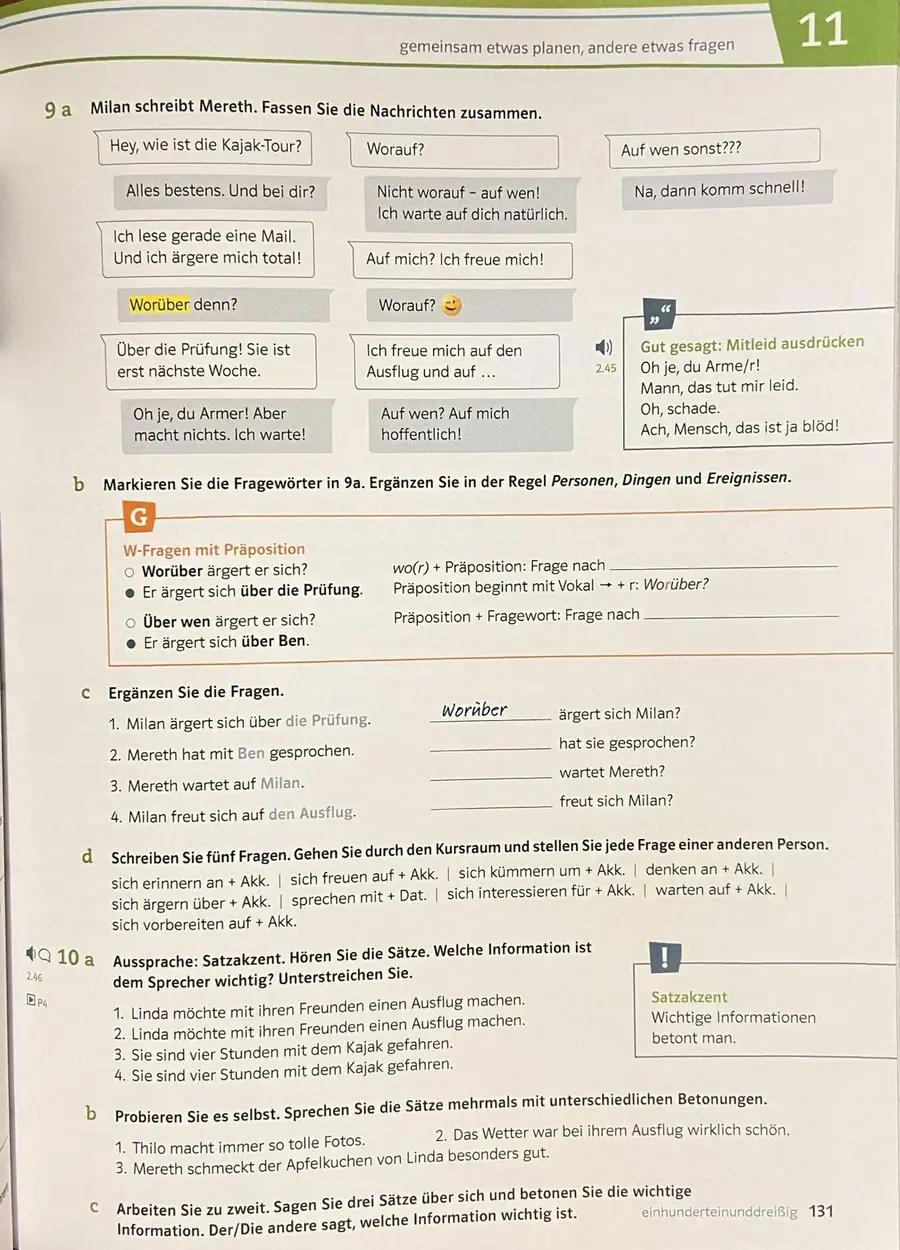 gemeinsam etwas planen, andere etwas fragen
11
9 a Milan schreibt Mereth. Fassen Sie die Nachrichten zusammen.
Hey, wie ist die Kajak-Tour?
Alles bestens. Und bei dir?
Ich lese gerade eine Mail.
Und ich ärgere mich total!
Worüber denn?
Über die Prüfung! Sie ist
erst nächste Woche.
Oh je, du Armer! Aber
macht nichts. Ich warte!
Worauf?
Nicht worauf – auf wen!
Ich warte auf dich natürlich.
Auf mich? Ich freue mich!
Worauf? 😉
Ich freue mich auf den
Ausflug und auf ...
Auf wen? Auf mich
hoffentlich!
Auf wen sonst???
Na, dann komm schnell!
„ “
2.45
Gut gesagt: Mitleid ausdrücken
Oh je, du Arme/r!
Mann, das tut mir leid.
Oh, schade.
Ach, Mensch, das ist ja blöd!
b Markieren Sie die Fragewörter in 9a. Ergänzen Sie in der Regel Personen, Dingen und Ereignissen.
G
W-Fragen mit Präposition
○ Worüber ärgert er sich?
● Er ärgert sich über die Prüfung.
○ Über wen ärgert er sich?
● Er ärgert sich über Ben.
wo(r) + Präposition: Frage nach
Präposition beginnt mit Vokal → + r: Worüber?
Präposition + Fragewort: Frage nach
c Ergänzen Sie die Fragen.
1. Milan ärgert sich über die Prüfung. Worüber ärgert sich Milan?
2. Mereth hat mit Ben gesprochen. hat sie gesprochen?
3. Mereth wartet auf Milan. wartet Mereth?
4. Milan freut sich auf den Ausflug. freut sich Milan?
d Schreiben Sie fünf Fragen. Gehen Sie durch den Kursraum und stellen Sie jede Frage einer anderen Person.
sich erinnern an + Akk. | sich freuen auf + Akk. | sich kümmern um + Akk. | denken an + Akk. |
sich ärgern über + Akk. | sprechen mit + Dat. | sich interessieren für + Akk. | warten auf + Akk. |
sich vorbereiten auf + Akk.
10 a Aussprache: Satzakzent. Hören Sie die Sätze. Welche Information ist
dem Sprecher wichtig? Unterstreichen Sie.
2.46
P4
1. Linda möchte mit ihren Freunden einen Ausflug machen.
2. Linda möchte mit ihren Freunden einen Ausflug machen.
3. Sie sind vier Stunden mit dem Kajak gefahren.
4. Sie sind vier Stunden mit dem Kajak gefahren.
!
Satzakzent
Wichtige Informationen
betont man.
b Probieren Sie es selbst. Sprechen Sie die Sätze mehrmals mit unterschiedlichen Betonungen.
1. Thilo macht immer so tolle Fotos. 2. Das Wetter war bei ihrem Ausflug wirklich schön.
3. Mereth schmeckt der Apfelkuchen von Linda besonders gut.
c Arbeiten Sie zu zweit. Sagen Sie drei Sätze über sich und betonen Sie die wichtige
Information. Der/Die andere sagt, welche Information wichtig ist.
einhunderteinunddreißig 131